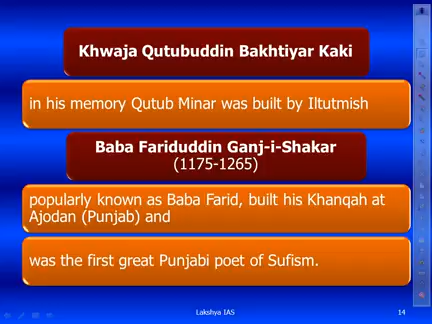 Khwaja Qutubuddin Bakhtiyar Kaki
in his memory Qutub Minar was built by Iltutmish
Baba Fariduddin Ganj-i-Shakar
(1175-1265)
popularly known as Baba Farid, built his Khanqah at
Ajodan (Punjab) and
was the first great Punjabi poet of Sufism.
Lakshya IAS
14